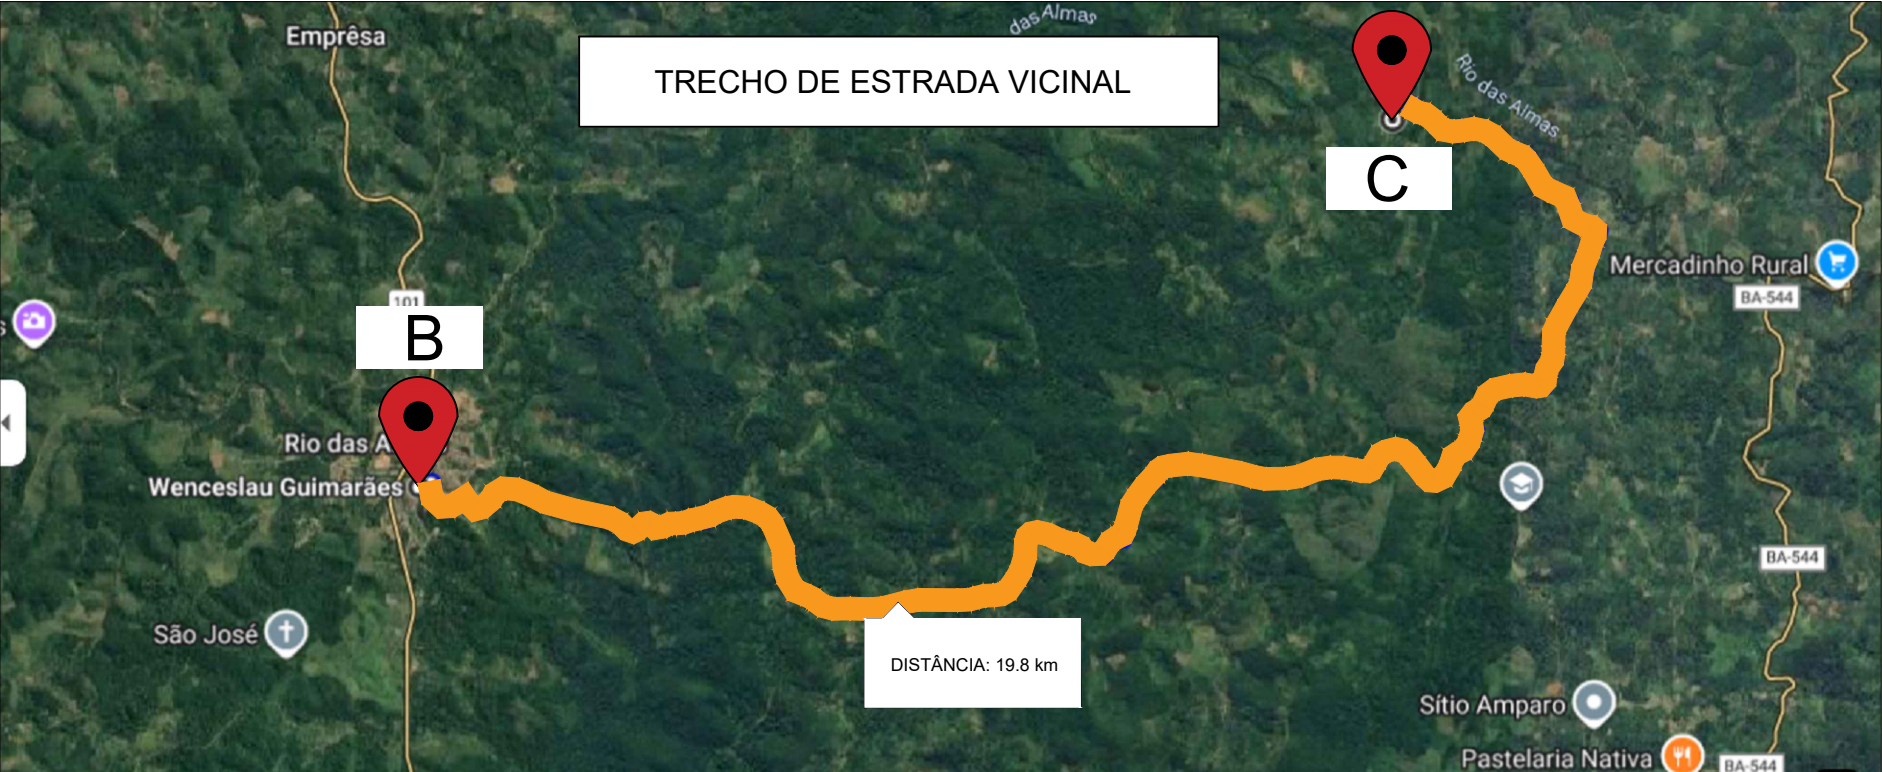 das Almas
Emprêsa
TRECHO DE ESTRADA VICINAL
Rio das Almas
C
Mercadinho Rural
BA-544
101
B
Rio das A
Wenceslau Guimarães
BA-544
São José
DISTÂNCIA: 19.8 km
Sítio Amparo
Pastelaria Nativa
BA-544